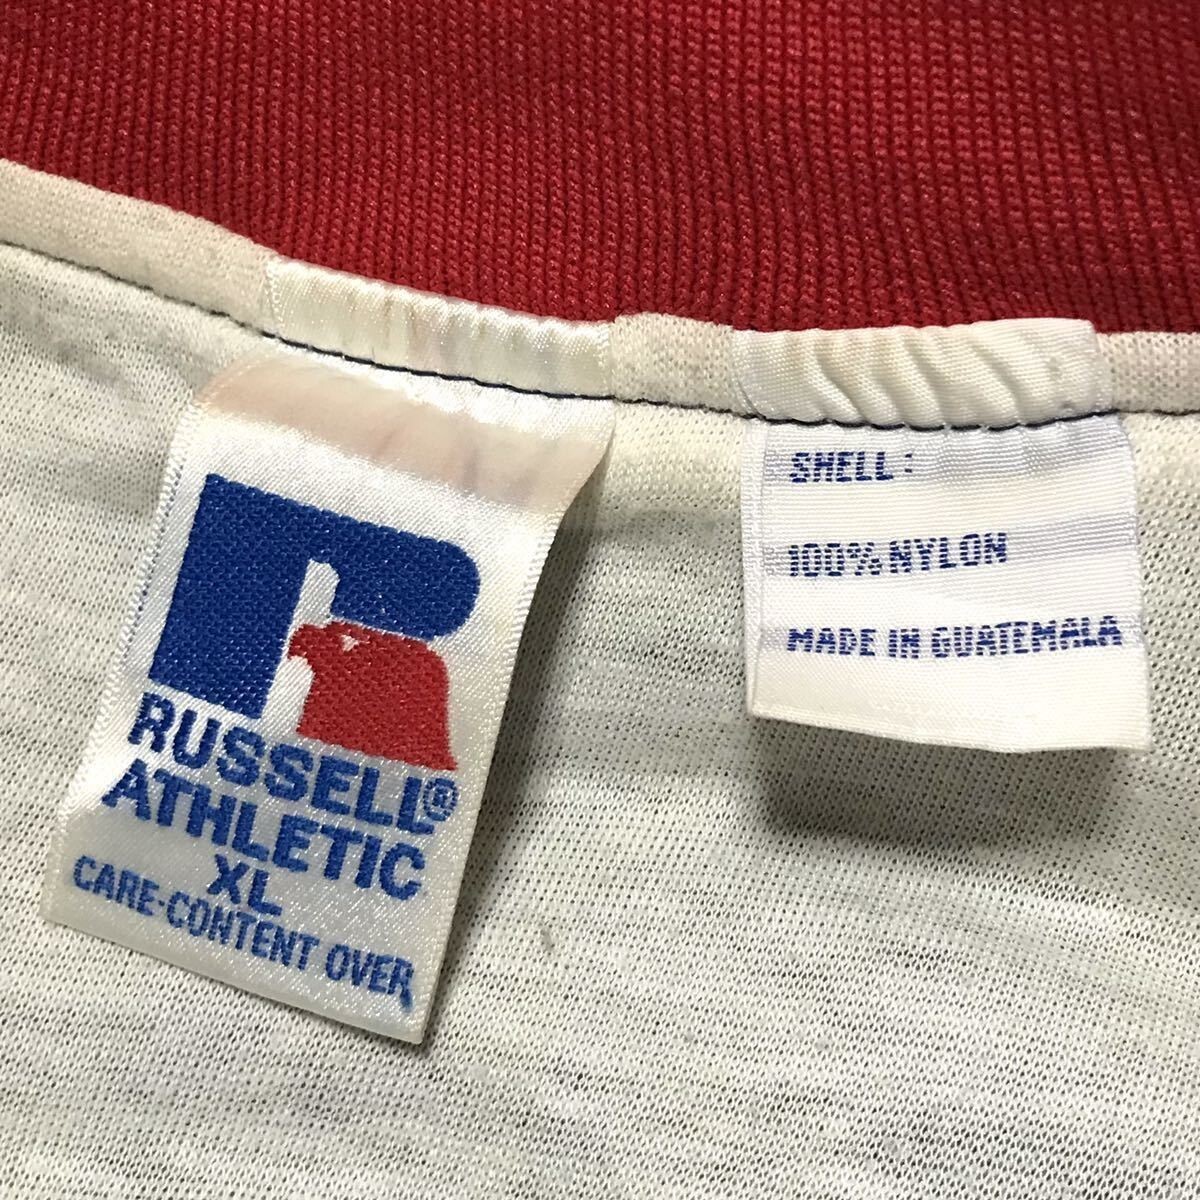 RUSSELL®
ATHLETIC
XL
CARE-CONTENT OVER
SHELL:
100% NYLON
MADE IN GUATEMALA